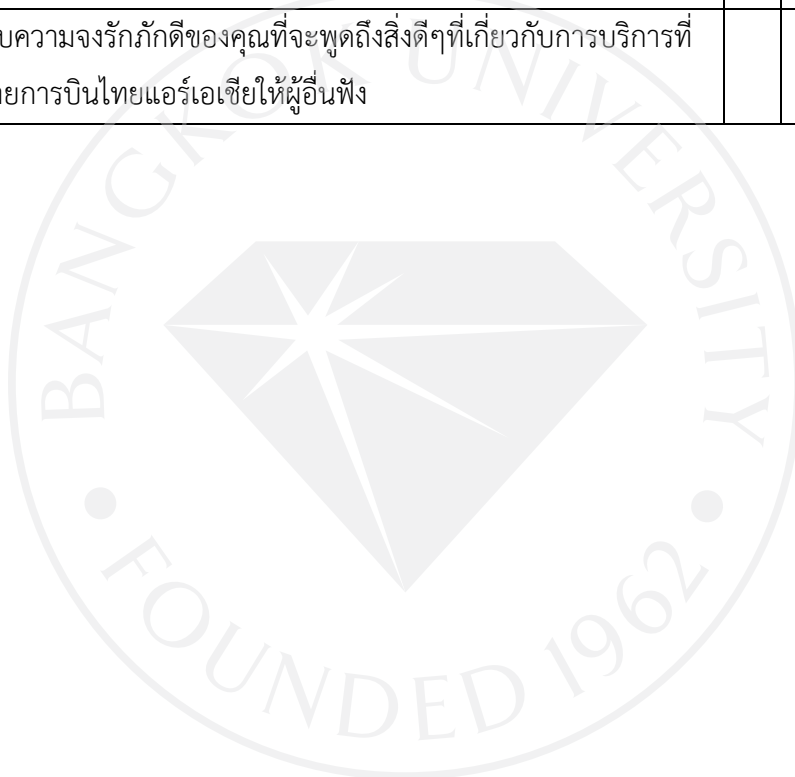 บความจงรักภักดีของคุณที่จะพูดถึงสิ่งดีๆที่เกี่ยวกับการบริการที่
ยการบินไทยแอร์เอเชียให้ผู้อื่นฟัง
BANGKOK UNIVERSITY
FOUNDED 1962